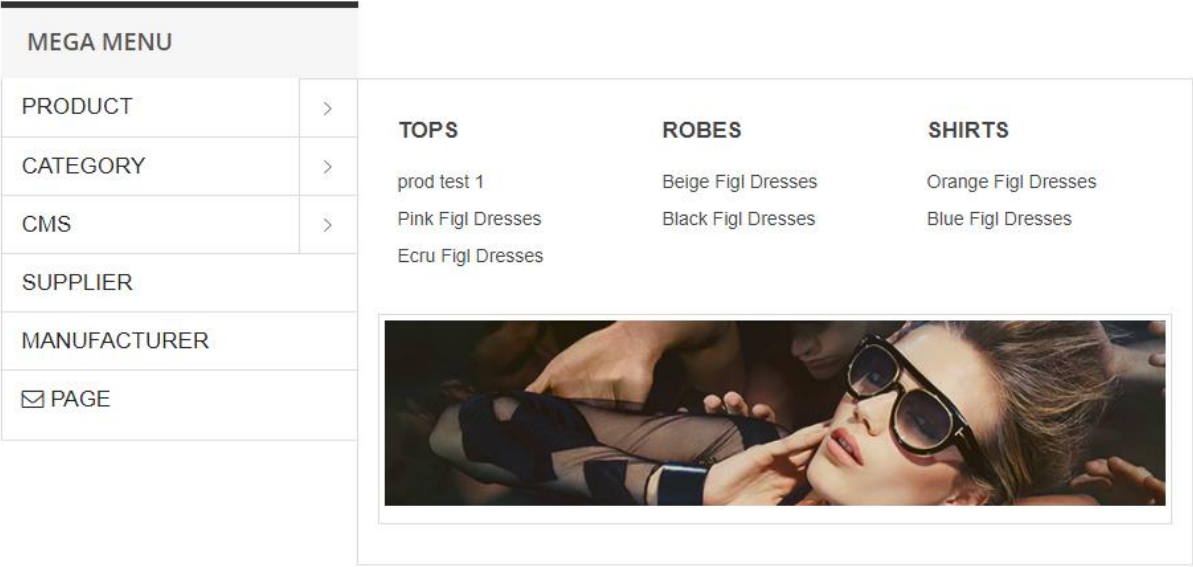 MEGA MENU
PRODUCT
CATEGORY
CMS
SUPPLIER
MANUFACTURER
PAGE
TOPS
prod test 1
Pink Figl Dresses
Ecru Figl Dresses
ROBES
Beige Figl Dresses
Black Figl Dresses
SHIRTS
Orange Figl Dresses
Blue Figl Dresses